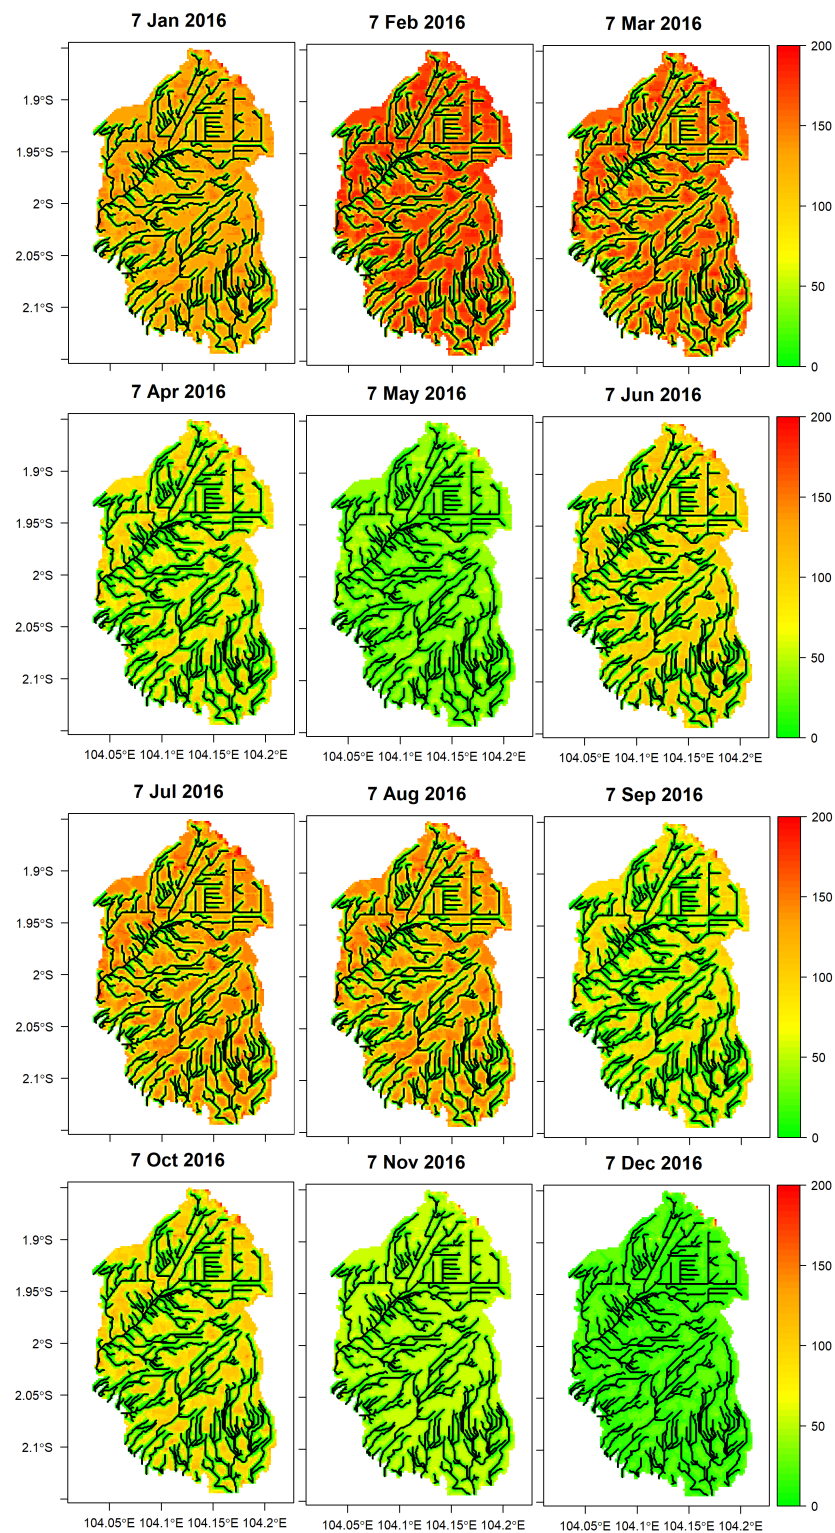 7 Jan 2016 7 Feb 2016 7 Mar 2016
200
1.9°S
150
1.95°S
2°S
100
2.05°S
50
2.1°S
0
7 Apr 2016 7 May 2016 7 Jun 2016
200
1.9°S
150
1.95°S
2°S
100
2.05°S
50
2.1°S
0
104.05°E 104.1°E 104.15°E 104.2°E 104.05°E 104.1°E 104.15°E 104.2°E 104.05°E 104.1°E 104.15°E 104.2°E
7 Jul 2016 7 Aug 2016 7 Sep 2016
200
1.9°S
150
1.95°S
2°S
100
2.05°S
50
2.1°S
0
7 Oct 2016 7 Nov 2016 7 Dec 2016
200
1.9°S
150
1.95°S
2°S
100
2.05°S
50
2.1°S
0
104.05°E 104.1°E 104.15°E 104.2°E 104.05°E 104.1°E 104.15°E 104.2°E 104.05°E 104.1°E 104.15°E 104.2°E